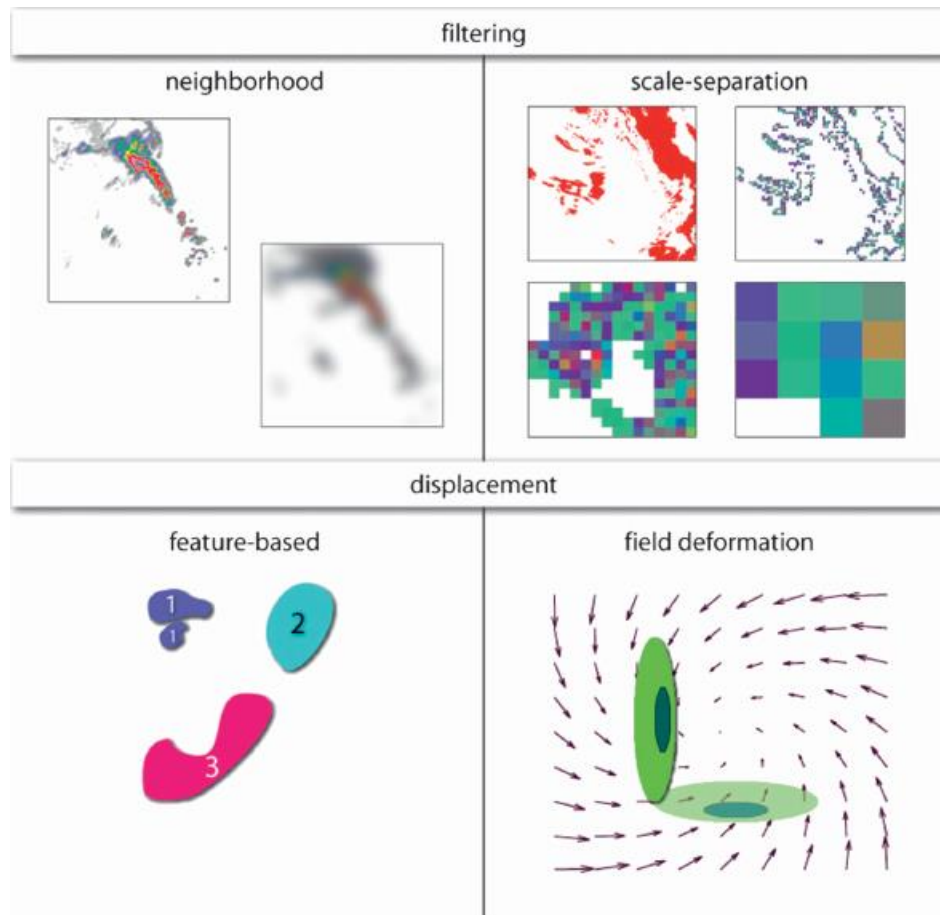 filtering
neighborhood
scale-separation
displacement
feature-based
field deformation
1
1
2
3